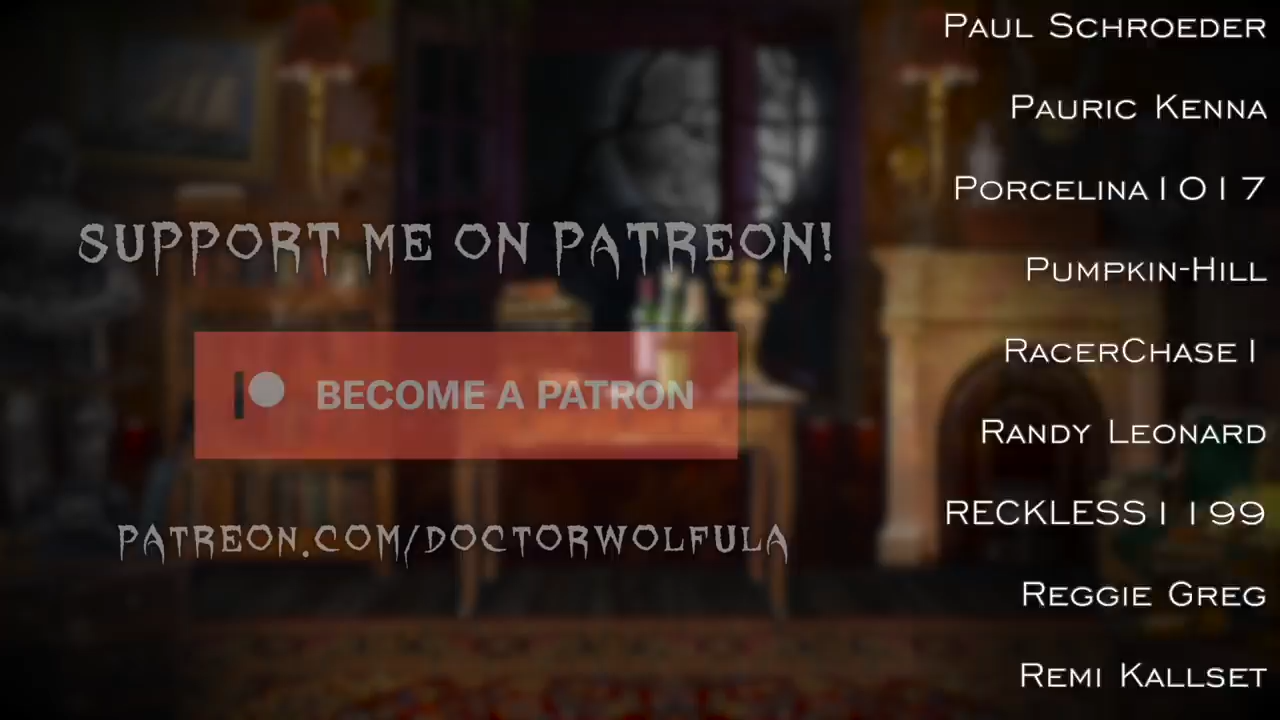 SUPPORT ME ON PATREON!
BECOME A PATRON
PATREON.COM/DOCTORWOLFULA
PAUL SCHROEDER
PAURIC KENNA
PORCELINA1017
PUMPKIN-HILL
RACERCHASE1
RANDY LEONARD
RECKLESS1199
REGGIE GREG
REMI KALLSET